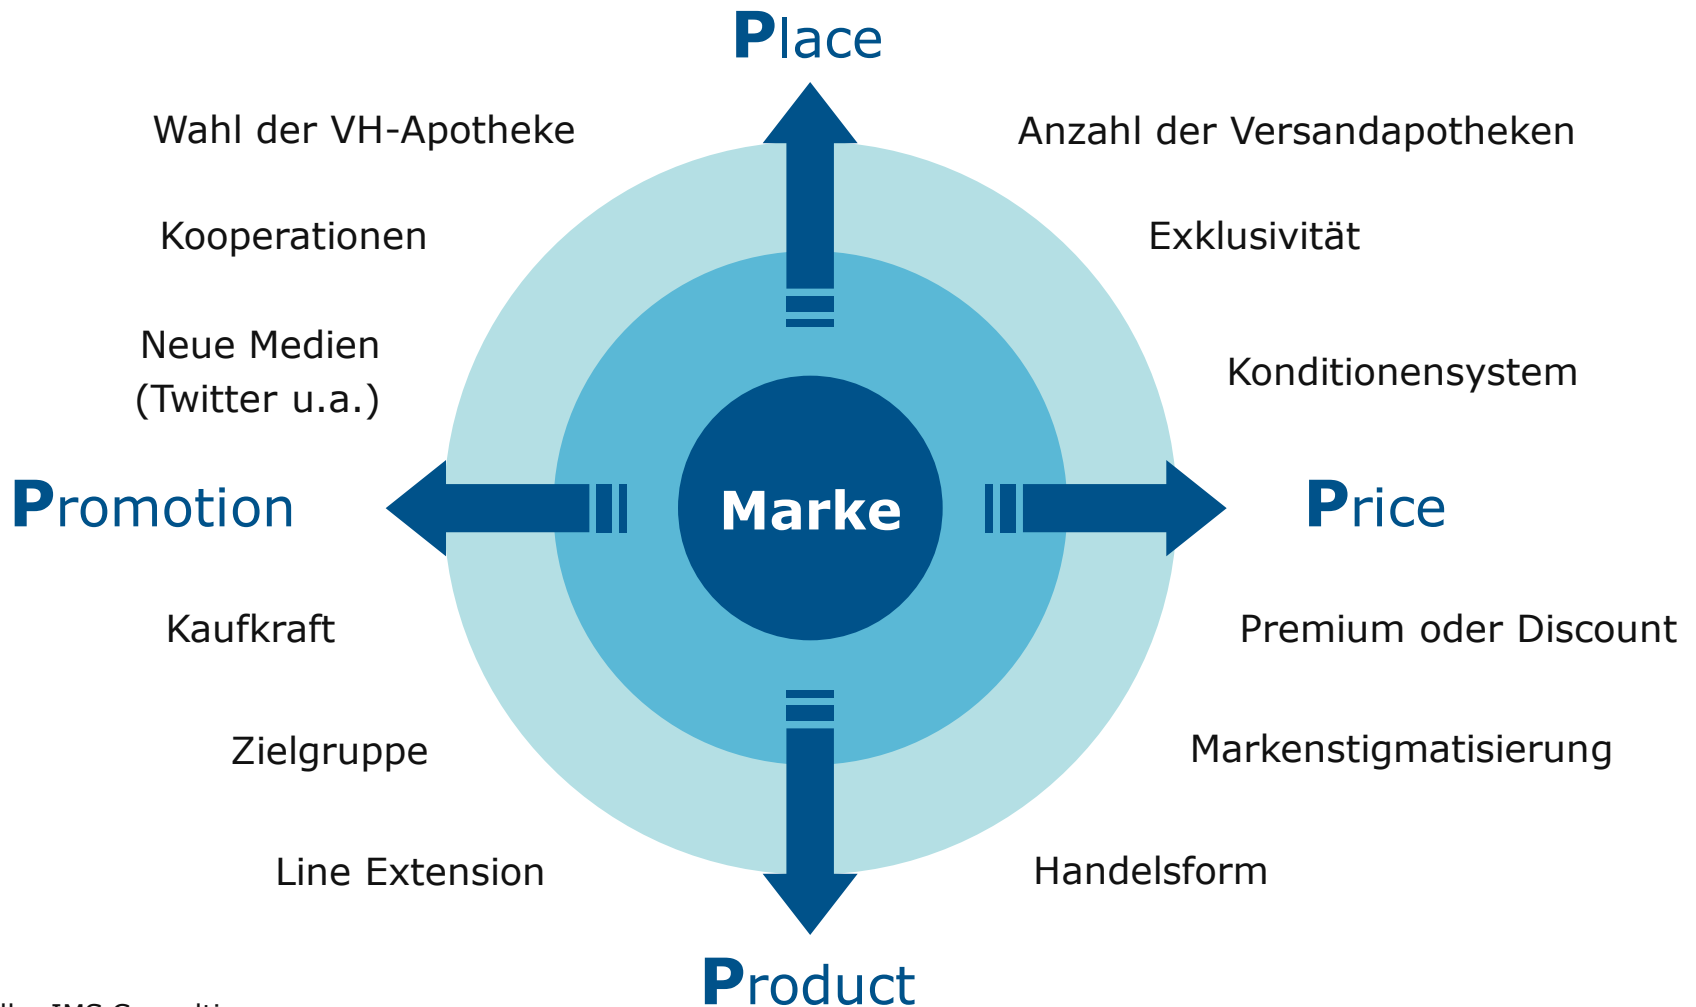 Place
Wahl der VH-Apotheke
Anzahl der Versandapotheken
Kooperationen
Exklusivität
Neue Medien
(Twitter u.a.)
Konditionensystem
Promotion
Marke
Price
Kaufkraft
Premium oder Discount
Zielgruppe
Markenstigmatisierung
Line Extension
Handelsform
Product